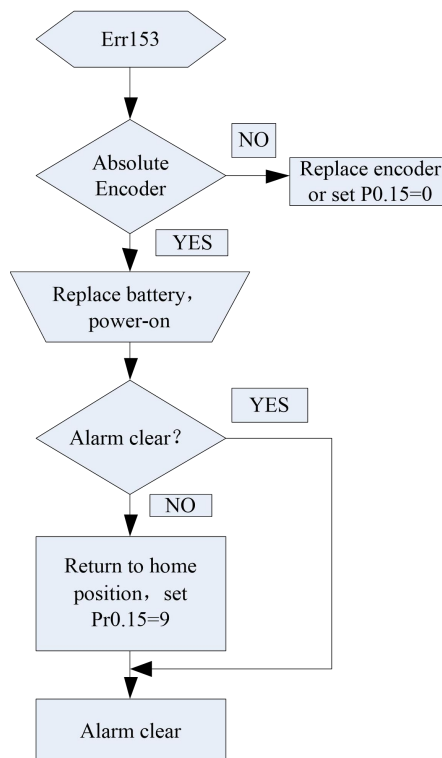 Err153
Absolute
Encoder
NO
Replace encoder
or set P0.15=0
YES
Replace battery，
power-on
YES
Alarm clear？
NO
Return to home
position，set
Pr0.15=9
Alarm clear